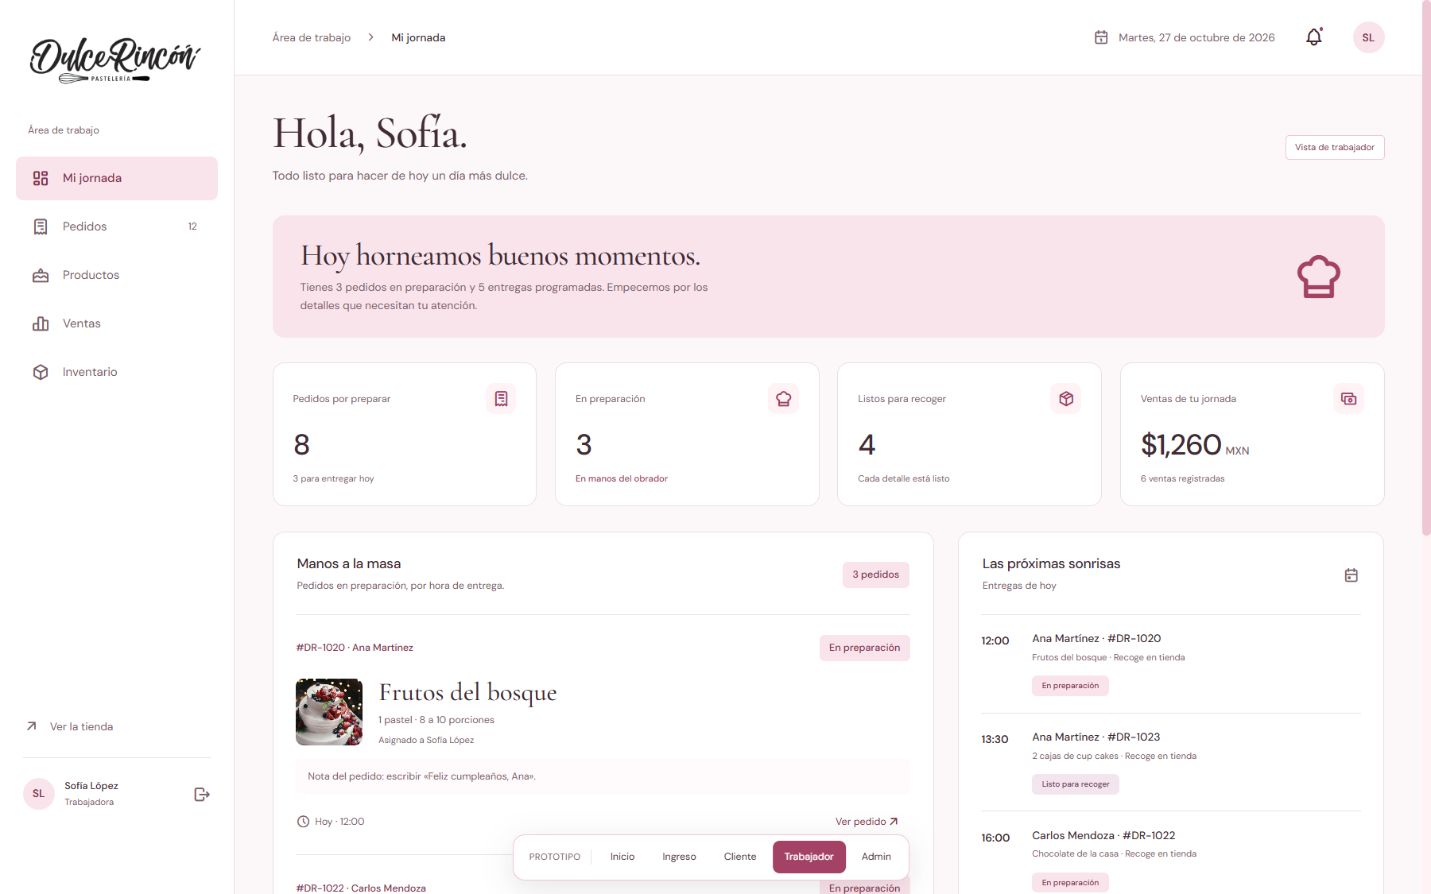 Dulce Rincón
PASTELERÍA
Área de trabajo
Mi jornada
Pedidos 12
Productos
Ventas
Inventario
Ver la tienda
SL
Sofía López
Trabajadora
Área de trabajo > Mi jornada
Martes, 27 de octubre de 2026
SL
Hola, Sofía.
Todo listo para hacer de hoy un día más dulce.
Vista de trabajador
Hoy horneamos buenos momentos.
Tienes 3 pedidos en preparación y 5 entregas programadas. Empecemos por los
detalles que necesitan tu atención.
Pedidos por preparar
8
3 para entregar hoy
En preparación
3
En manos del obrador
Listos para recoger
4
Cada detalle está listo
Ventas de tu jornada
$1,260 MXN
6 ventas registradas
Manos a la masa
Pedidos en preparación, por hora de entrega.
3 pedidos
#DR-1020 · Ana Martínez
En preparación
Frutos del bosque
1 pastel · 8 a 10 porciones
Asignado a Sofía López
Nota del pedido: escribir «Feliz cumpleaños, Ana».
Hoy · 12:00
Ver pedido
#DR-1022 · Carlos Mendoza
En preparación
Las próximas sonrisas
Entregas de hoy
12:00
Ana Martínez · #DR-1020
Frutos del bosque · Recoge en tienda
En preparación
13:30
Ana Martínez · #DR-1023
2 cajas de cup cakes · Recoge en tienda
Listo para recoger
16:00
Carlos Mendoza · #DR-1022
Chocolate de la casa · Recoge en tienda
En preparación
PROTOTIPO Inicio Ingreso Cliente Trabajador Admin